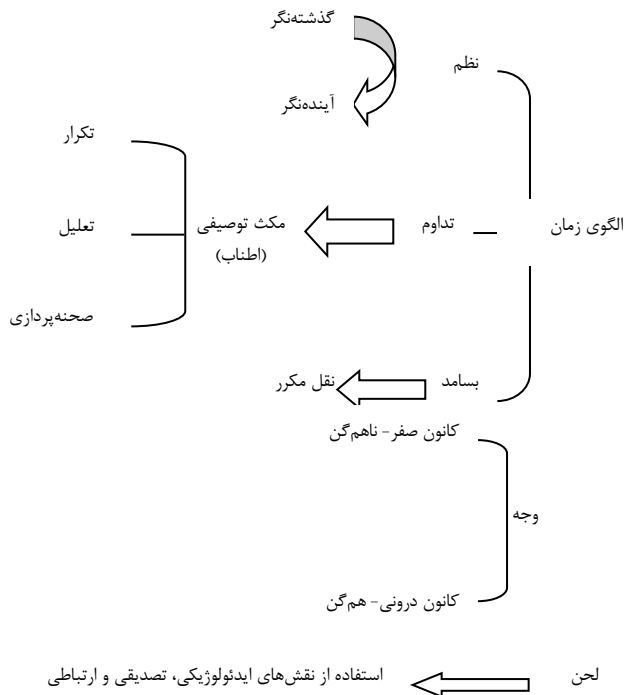 گذشته‌نگر
نظم
آینده‌نگر
تکرار
الگوی زمان
تداوم
مکث توصیفی
(اطناب)
تعلیل
صحنه‌پردازی
بسامد
نقل مکرر
کانون صفر- ناهم‌گن
وجه
کانون درونی- هم‌گن
لحن
استفاده از نقش‌های ایدئولوژیکی، تصدیقی و ارتباطی